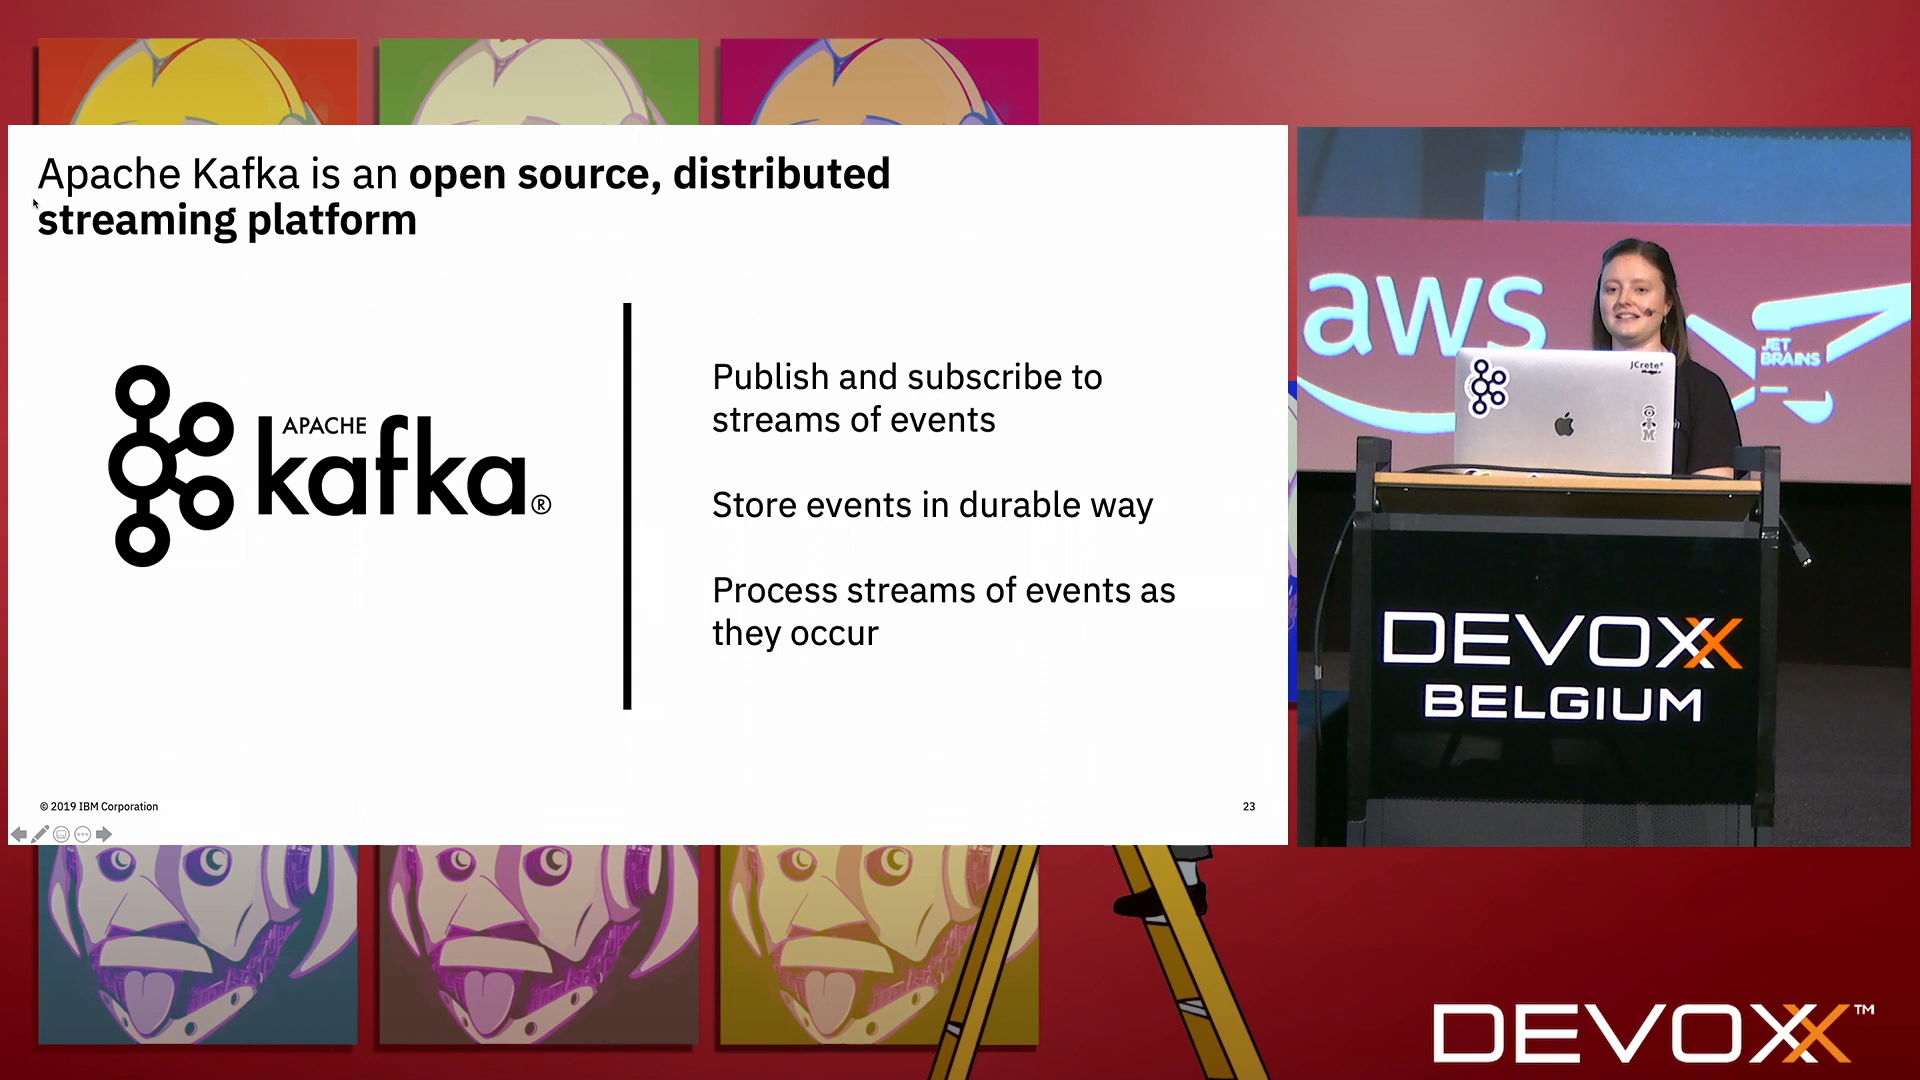 Apache Kafka is an open source, distributed
streaming platform
APACHE
kafka®
Publish and subscribe to
streams of events
Store events in durable way
Process streams of events as
they occur
© 2019 IBM Corporation
23
aws
JET
BRAINS
JCrete
M
DEVOXX
BELGIUM
DEVOXX™